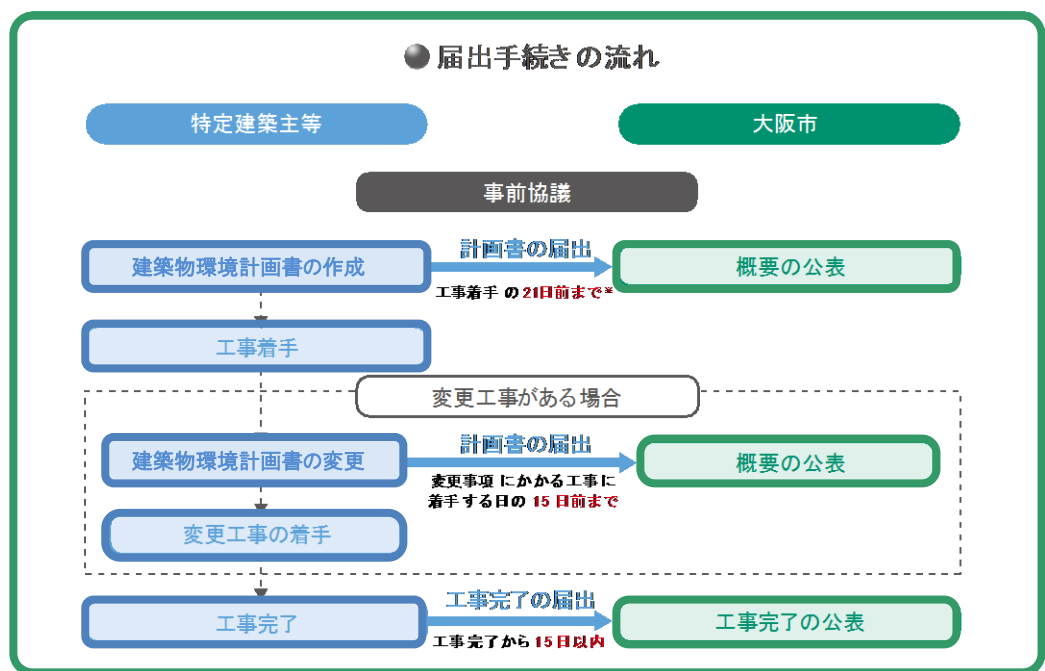 ●届出手続きの流れ
特定建築主等
大阪市
事前協議
建築物環境計画書の作成
計画書の届出
工事着手 の 21日前まで*
概要の公表
工事着手
変更工事がある場合
建築物環境計画書の変更
計画書の届出
変更事項 にかかる工事に
着手する日の 15 日前まで
概要の公表
変更工事の着手
工事完了
工事完了の届出
工事完了から 15日以内
工事完了の公表